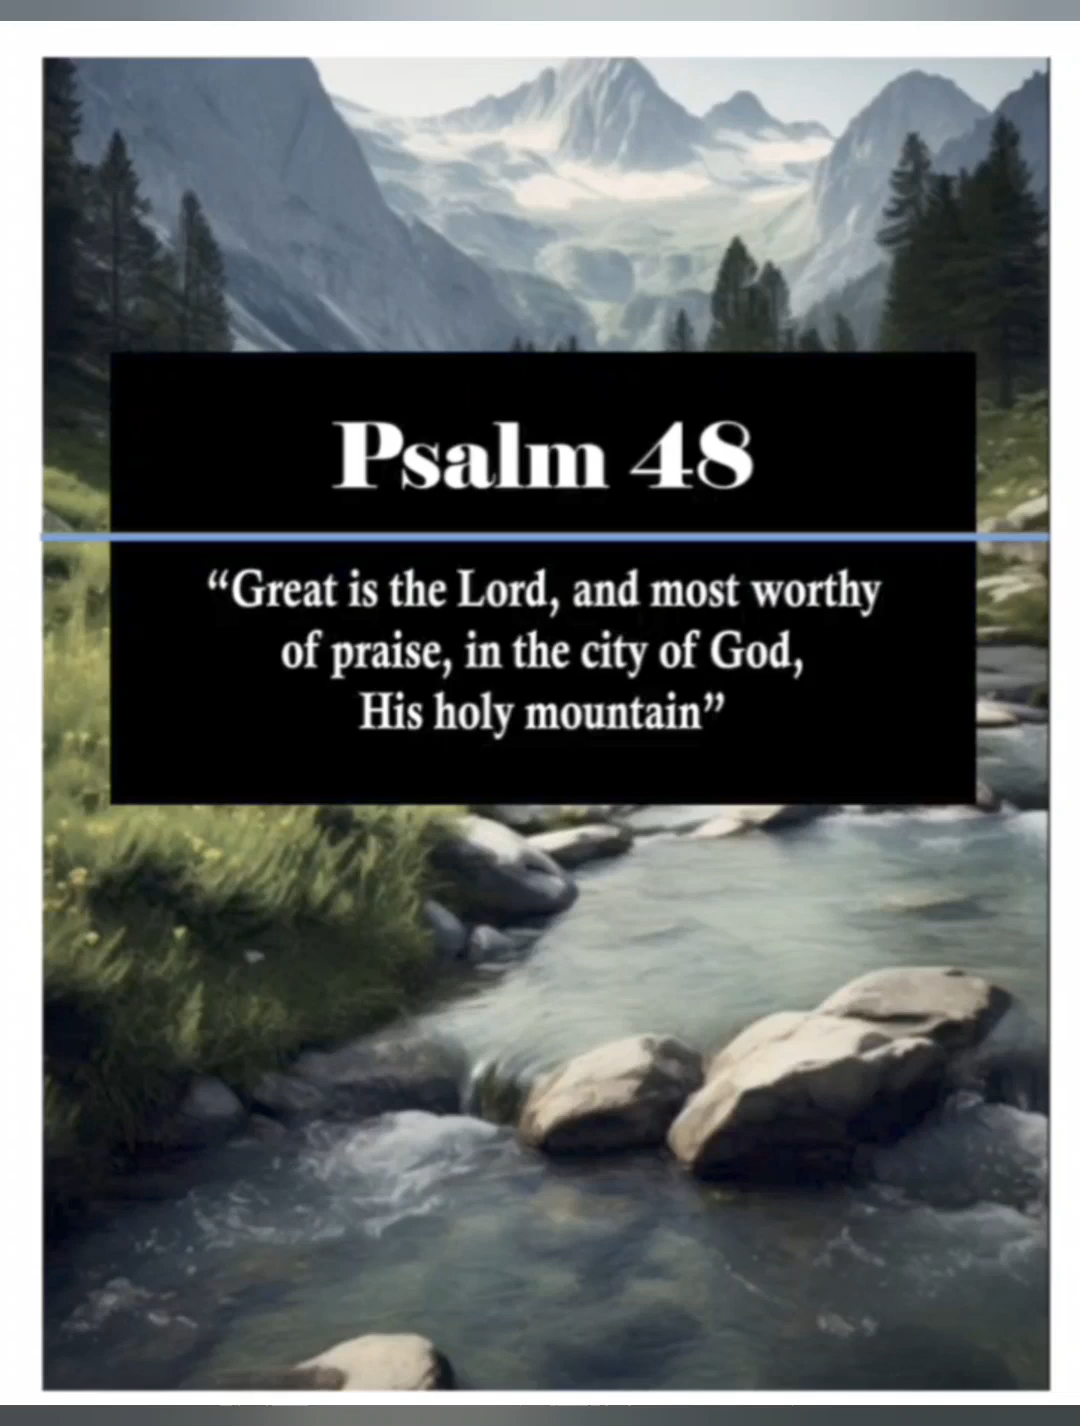 Psalm 48
“Great is the Lord, and most worthy
of praise, in the city of God,
His holy mountain”